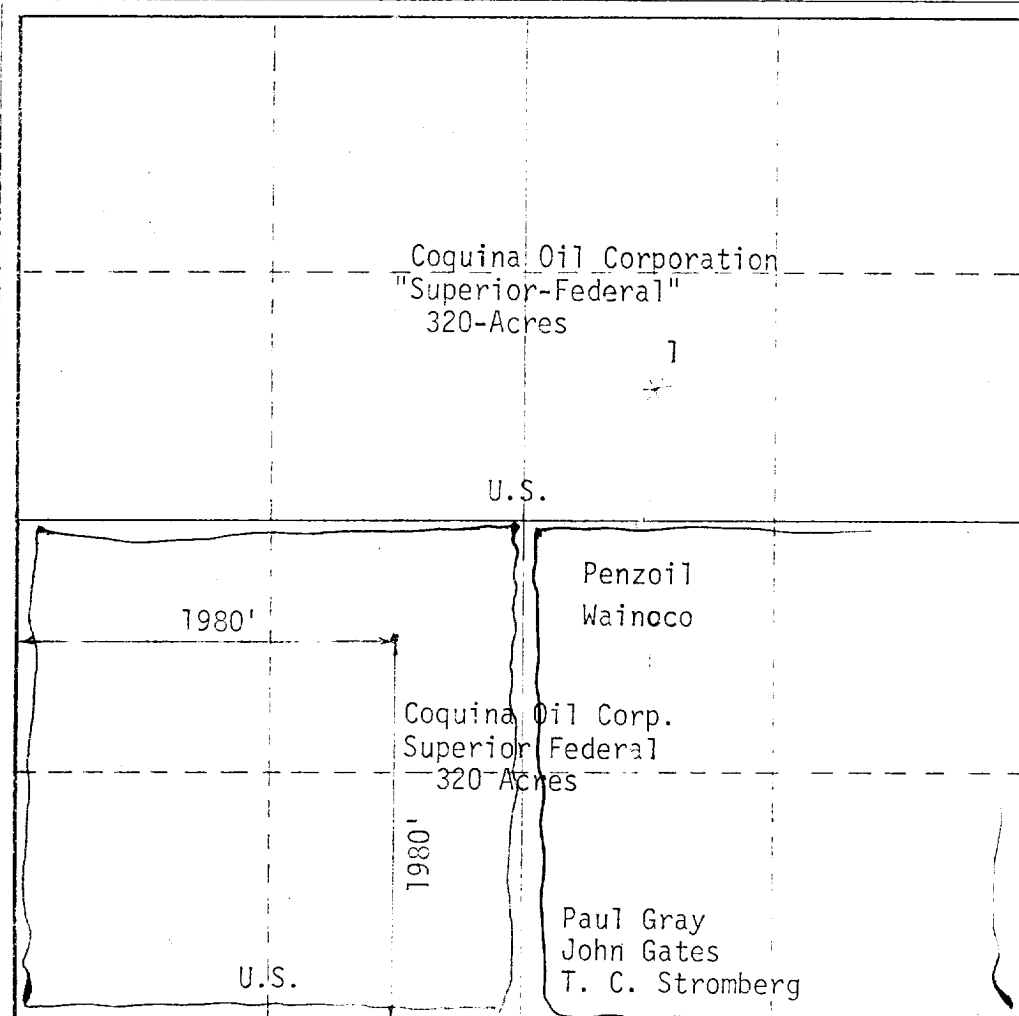 Coquina Oil Corporation
"Superior-Federal"
320-Acres
1
U.S.
Penzoil
Wainoco
1980'
Coquina Oil Corp.
Superior Federal
320 Acres
1980'
Paul Gray
John Gates
T. C. Stromberg
U.S.